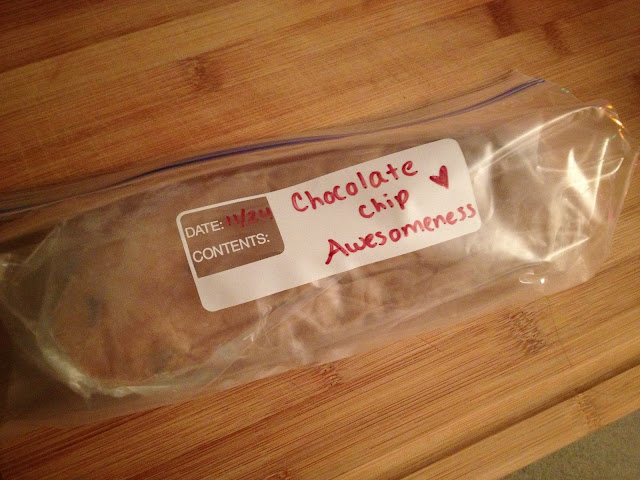 DATE: 11/24
CONTENTS:
Chocolate
chip
Awesomeness